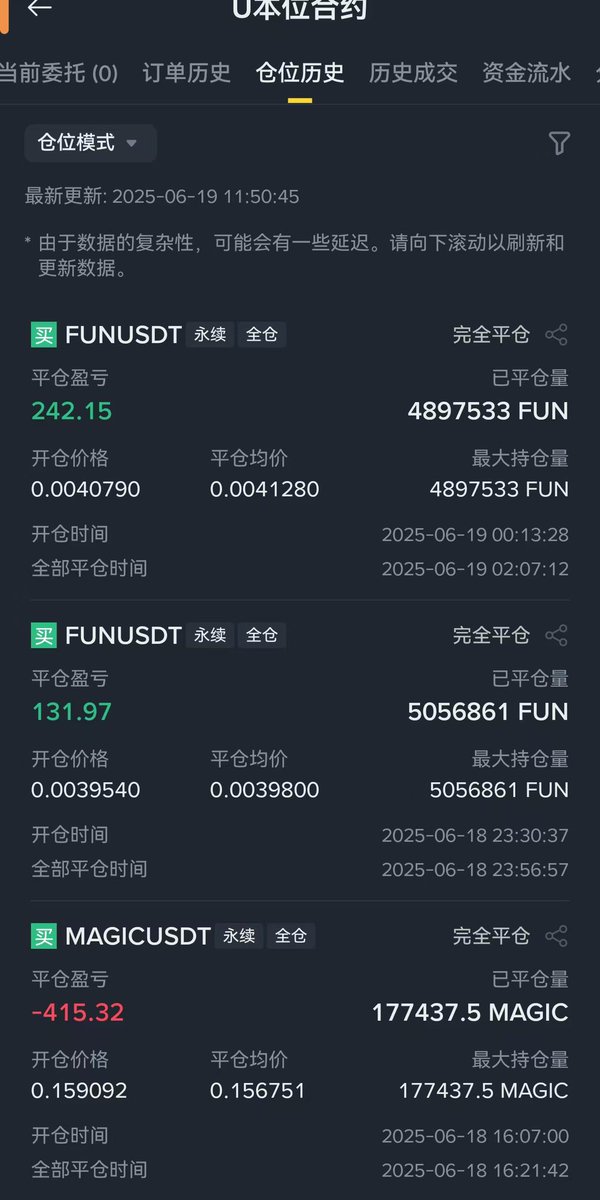 U本位合约
当前委托 (0) 订单历史 仓位历史 历史成交 资金流水
仓位模式
最新更新: 2025-06-19 11:50:45
* 由于数据的复杂性，可能会有一些延迟。请向下滚动以刷新和
更新数据。
买 FUNUSDT 永续 全仓 完全平仓
平仓盈亏 已平仓量
242.15 4897533 FUN
开仓价格 平仓均价 最大持仓量
0.0040790 0.0041280 4897533 FUN
开仓时间 2025-06-19 00:13:28
全部平仓时间 2025-06-19 02:07:12
买 FUNUSDT 永续 全仓 完全平仓
平仓盈亏 已平仓量
131.97 5056861 FUN
开仓价格 平仓均价 最大持仓量
0.0039540 0.0039800 5056861 FUN
开仓时间 2025-06-18 23:30:37
全部平仓时间 2025-06-18 23:56:57
买 MAGICUSDT 永续 全仓 完全平仓
平仓盈亏 已平仓量
-415.32 177437.5 MAGIC
开仓价格 平仓均价 最大持仓量
0.159092 0.156751 177437.5 MAGIC
开仓时间 2025-06-18 16:07:00
全部平仓时间 2025-06-18 16:21:42